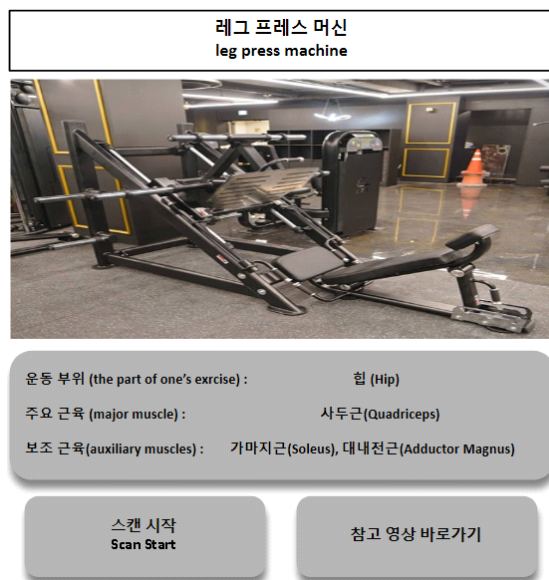 레그 프레스 머신
leg press machine
운동 부위 (the part of one's exrcise) : 힙 (Hip)
주요 근육 (major muscle) : 사두근(Quadriceps)
보조 근육(auxiliary muscles) : 가마지근(Soleus), 대내전근(Adductor Magnus)
스캔 시작
Scan Start
참고 영상 바로가기